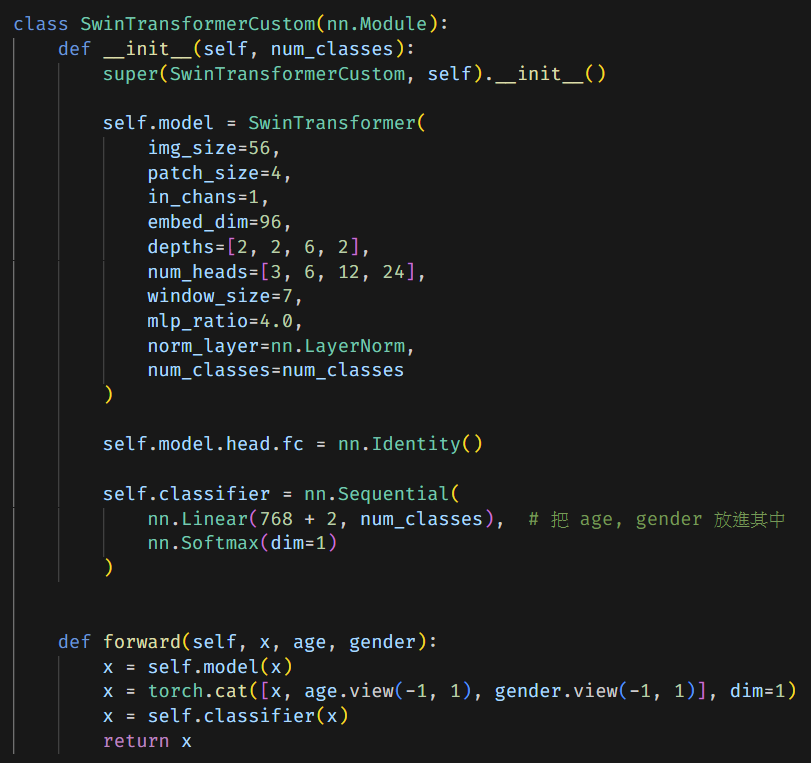 class SwinTransformerCustom(nn.Module):
    def __init__(self, num_classes):
        super(SwinTransformerCustom, self).__init__()

        self.model = SwinTransformer(
            img_size=56,
            patch_size=4,
            in_chans=1,
            embed_dim=96,
            depths=[2, 2, 6, 2],
            num_heads=[3, 6, 12, 24],
            window_size=7,
            mlp_ratio=4.0,
            norm_layer=nn.LayerNorm,
            num_classes=num_classes
        )

        self.model.head.fc = nn.Identity()

        self.classifier = nn.Sequential(
            nn.Linear(768 + 2, num_classes),  # 把 age, gender 放進其中
            nn.Softmax(dim=1)
        )


    def forward(self, x, age, gender):
        x = self.model(x)
        x = torch.cat([x, age.view(-1, 1), gender.view(-1, 1)], dim=1)
        x = self.classifier(x)
        return x